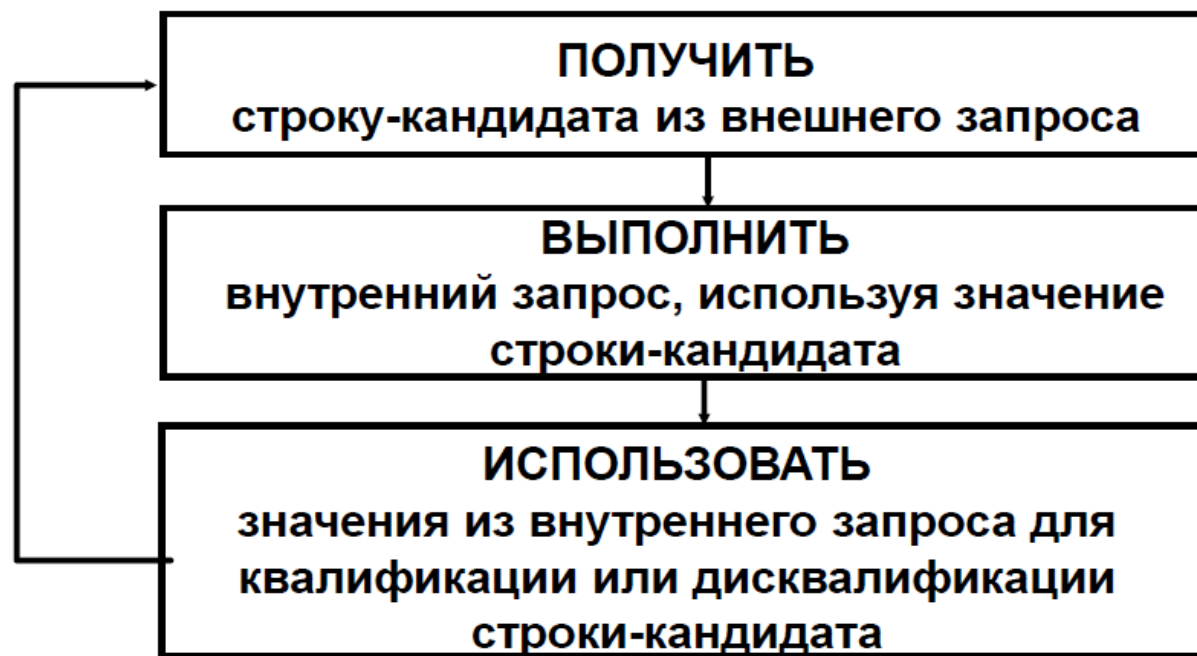 ПОЛУЧИТЬ
строку-кандидата из внешнего запроса
ВЫПОЛНИТЬ
внутренний запрос, используя значение
строки-кандидата
ИСПОЛЬЗОВАТЬ
значения из внутреннего запроса для
квалификации или дисквалификации
строки-кандидата